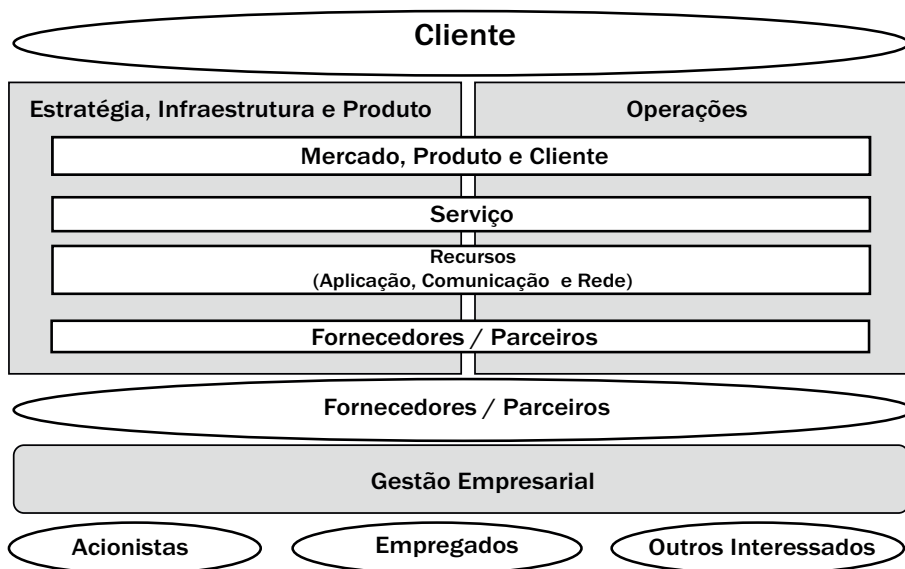 Cliente
Estratégia, Infraestrutura e Produto
Operações
Mercado, Produto e Cliente
Serviço
Recursos
(Aplicação, Comunicação e Rede)
Fornecedores / Parceiros
Fornecedores / Parceiros
Gestão Empresarial
Acionistas
Empregados
Outros Interessados